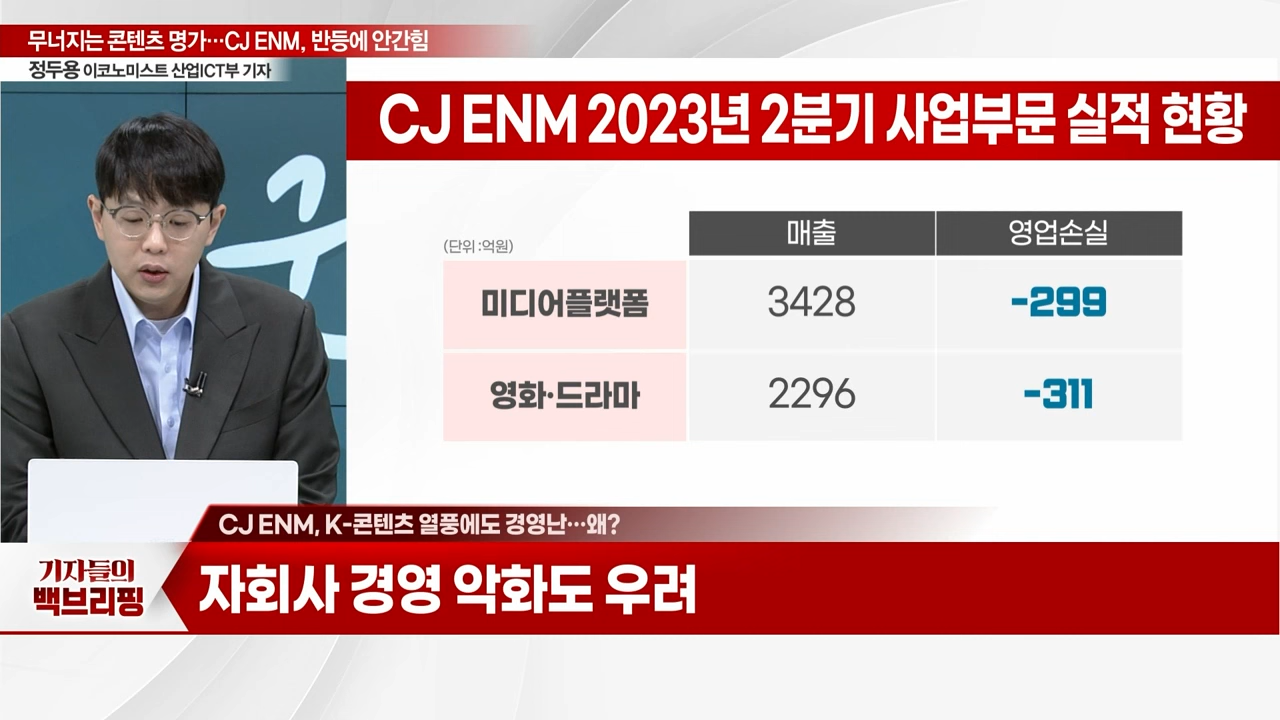 무너지는 콘텐츠 명가…CJ ENM, 반등에 안간힘
정두용 이코노미스트 산업ICT부 기자
CJ ENM 2023년 2분기 사업부문 실적 현황
(단위 :억원)
매출 영업손실
미디어플랫폼 3428 -299
영화·드라마 2296 -311
CJ ENM, K-콘텐츠 열풍에도 경영난…왜?
기자들의
백브리핑
자회사 경영 악화도 우려